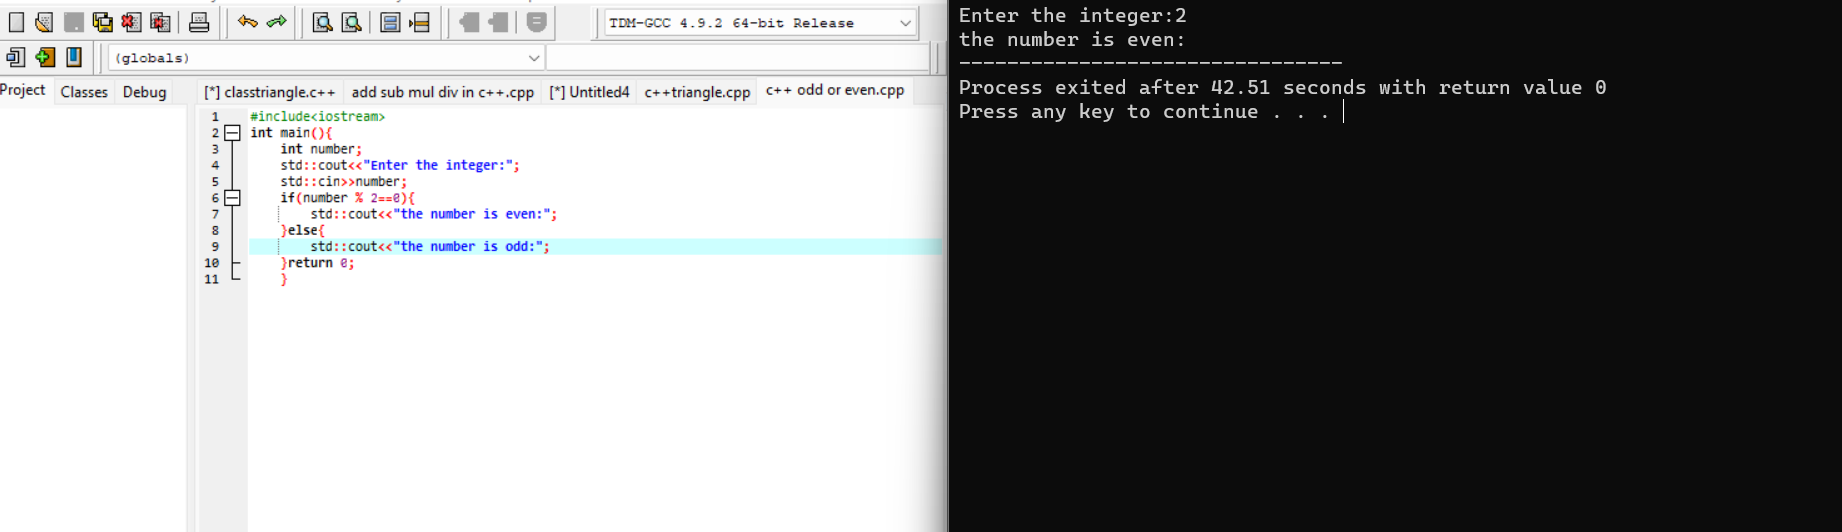 TDM-GCC 4.9.2 64-bit Release
(globals)
Project Classes Debug
[*] classtriangle.c++ add sub mul div in c++.cpp [*] Untitled4 c++triangle.cpp c++ odd or even.cpp
1 #include<iostream>
2 int main(){
3 int number;
4 std::cout<<"Enter the integer:";
5 std::cin>>number;
6 if(number % 2==0){
7 std::cout<<"the number is even:";
8 }else{
9 std::cout<<"the number is odd:";
10 }return 0;
11 }
Enter the integer:2
the number is even:
--------------------------------
Process exited after 42.51 seconds with return value 0
Press any key to continue . . .